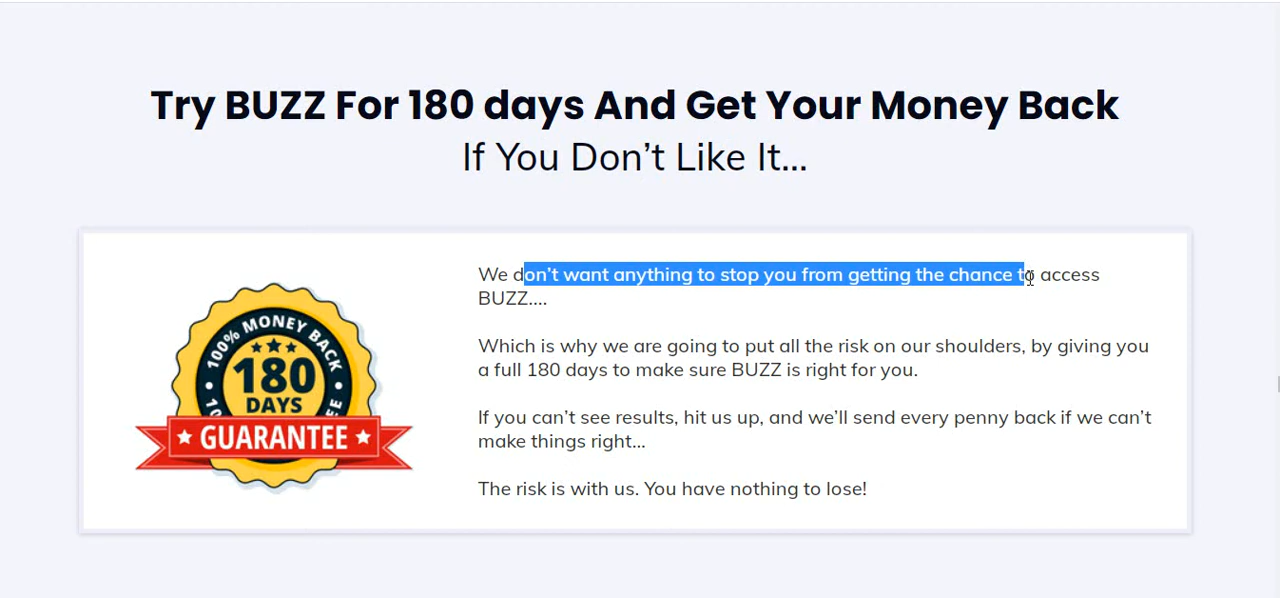 Try BUZZ For 180 days And Get Your Money Back
If You Don’t Like It...
We don’t want anything to stop you from getting the chance to access
BUZZ....
Which is why we are going to put all the risk on our shoulders, by giving you
a full 180 days to make sure BUZZ is right for you.
If you can’t see results, hit us up, and we’ll send every penny back if we can’t
make things right...
The risk is with us. You have nothing to lose!
100% MONEY BACK
180
DAYS
GUARANTEE